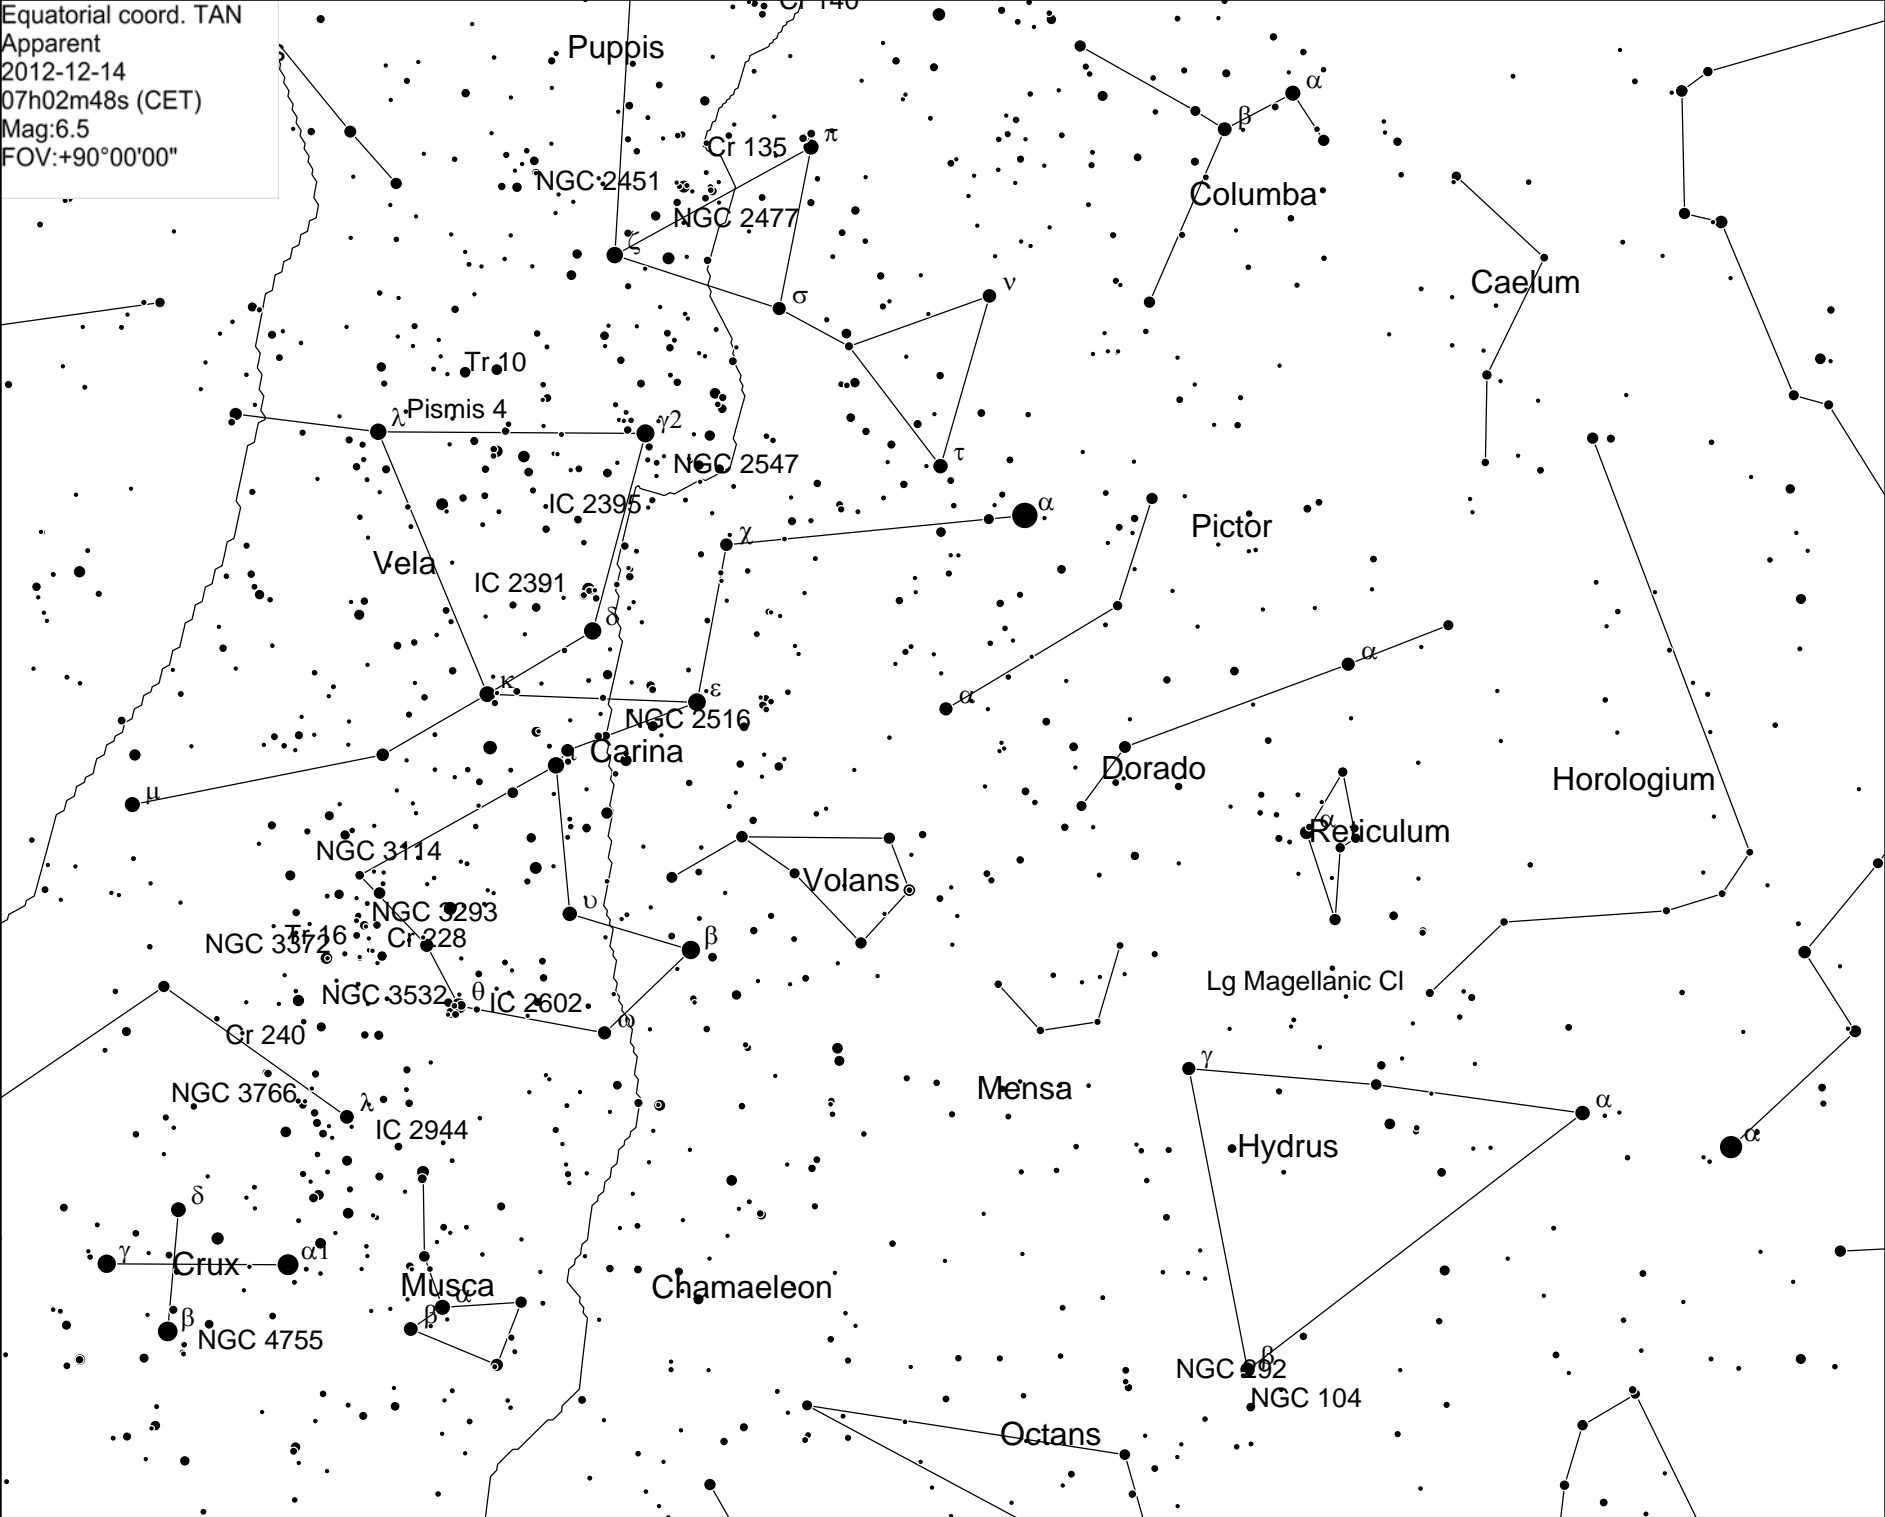 Equatorial coord. TAN
Apparent
2012-12-14
07h02m48s (CET)
Mag:6.5
FOV:+90°00'00"
Cr 140
Puppis
α
β
π
Cr 135
NGC 2451
Columba
NGC 2477
ζ
ν
Caelum
σ
Tr 10
λ
Pismis 4
γ2
τ
NGC 2547
IC 2395
α
Pictor
χ
Vela
IC 2391
δ
α
κ
ε
α
NGC 2516
Carina
ι
Dorado
Horologium
μ
α
Reticulum
NGC 3114
Volans
υ
NGC 3293
Tr 16
Cr 228
NGC 3372
β
Lg Magellanic Cl
NGC 3532
θ
IC 2602
ω
Cr 240
γ
Mensa
NGC 3766
λ
α
IC 2944
α
Hydrus
δ
γ
Crux
α1
Musca
α
Chamaeleon
β
β
NGC 4755
β
NGC 292
NGC 104
Octans